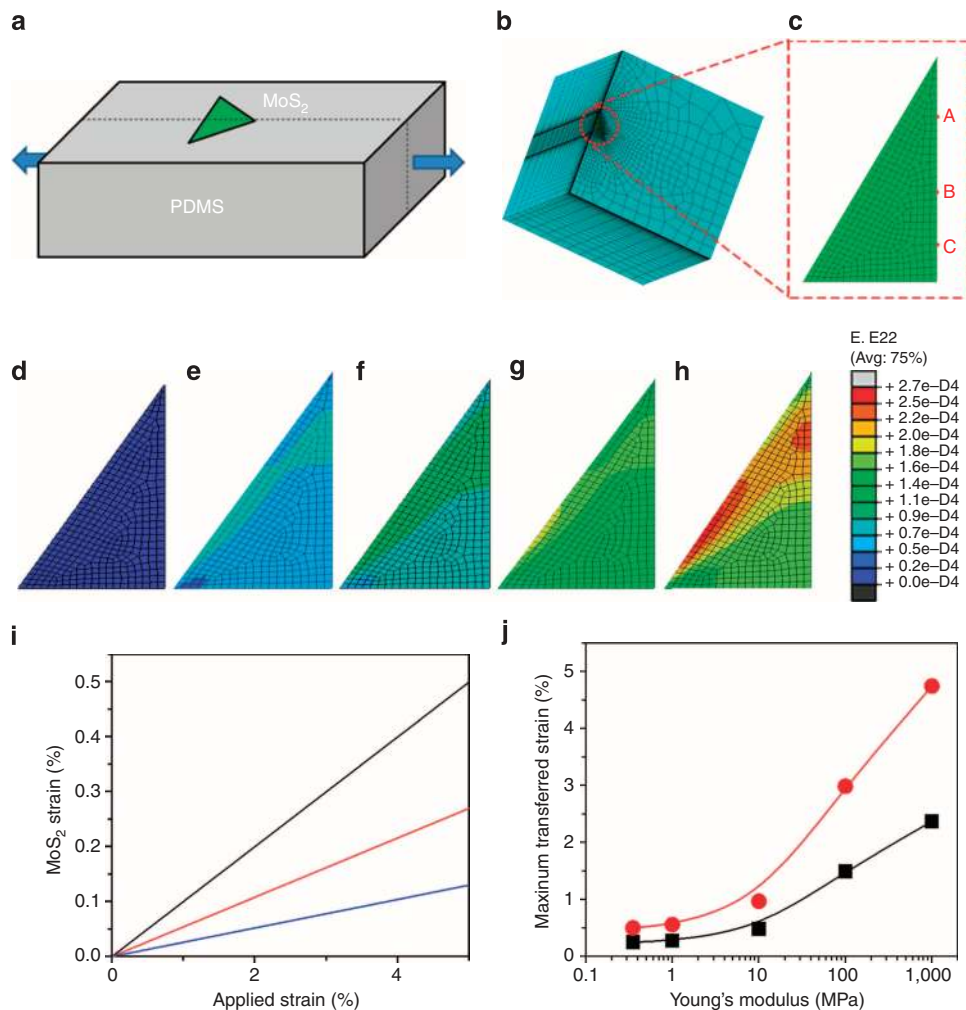 a
MoS2
PDMS
b
c
A
B
C
d
e
f
g
h
E. E22
(Avg: 75%)
+ 2.7e–D4
+ 2.5e–D4
+ 2.2e–D4
+ 2.0e–D4
+ 1.8e–D4
+ 1.6e–D4
+ 1.4e–D4
+ 1.1e–D4
+ 0.9e–D4
+ 0.7e–D4
+ 0.5e–D4
+ 0.2e–D4
+ 0.0e–D4
i
MoS2 strain (%)
0.5
0.4
0.3
0.2
0.1
0.0
0 2 4
Applied strain (%)
j
Maxinum transferred strain (%)
5
4
3
2
1
0
0.1 1 10 100 1,000
Young's modulus (MPa)